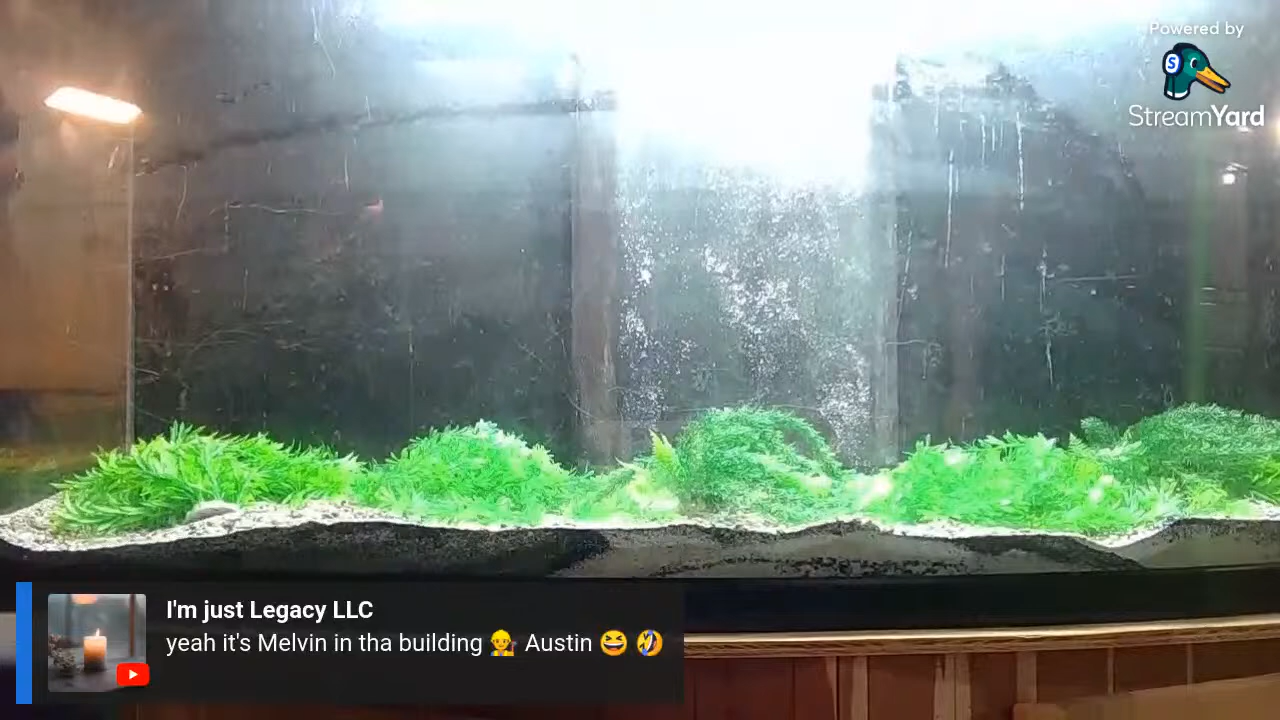 Powered by
S
StreamYard
I'm just Legacy LLC
yeah it's Melvin in tha building 👷 Austin 😆 🤣